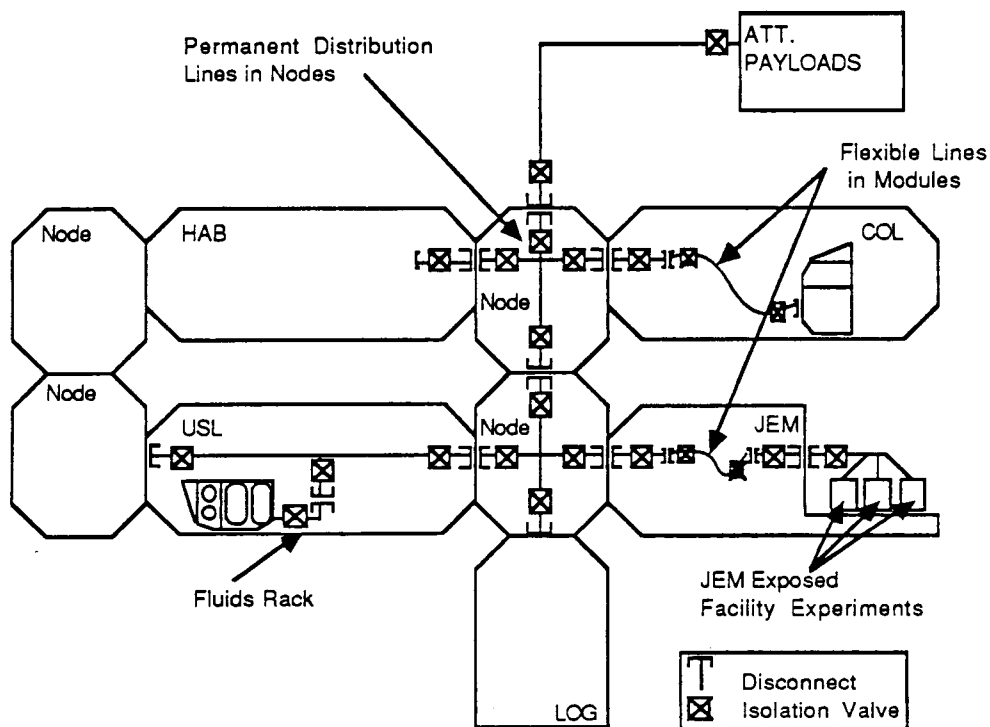 Permanent Distribution
Lines in Nodes
ATT.
PAYLOADS
Flexible Lines
in Modules
Node
HAB
COL
Node
Node
USL
Node
JEM
Fluids Rack
JEM Exposed
Facility Experiments
LOG
Disconnect
Isolation Valve